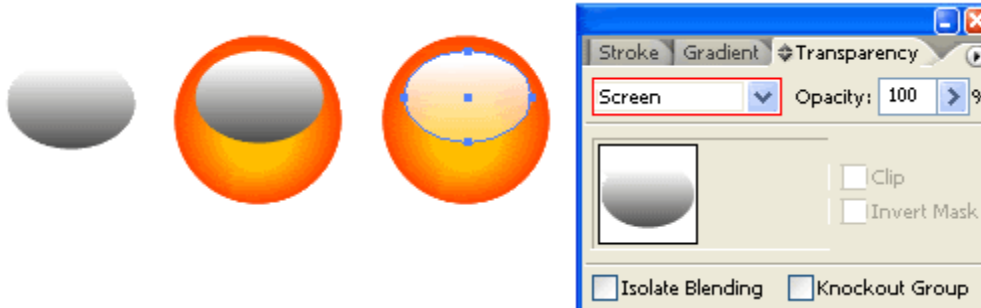 Stroke Gradient Transparency
Screen Opacity: 100 %
Clip
Invert Mask
Isolate Blending Knockout Group